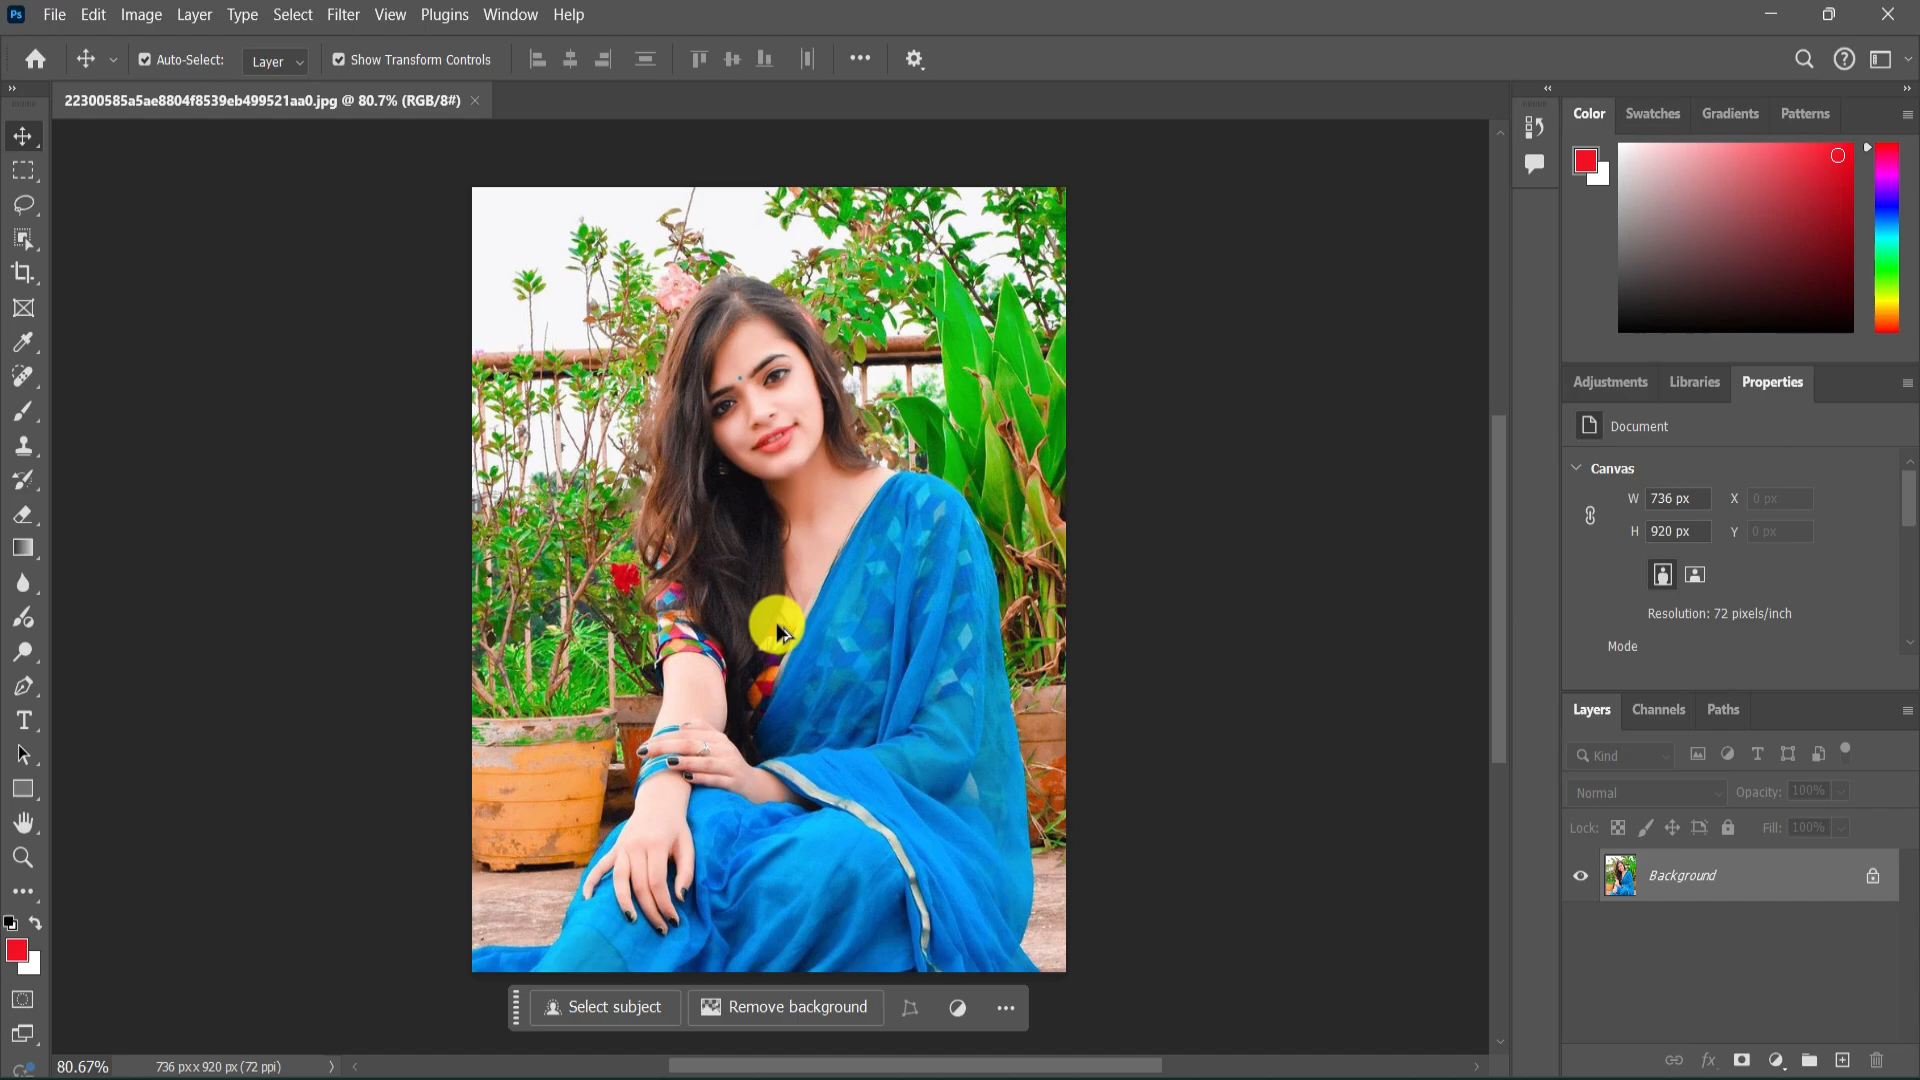 Ps File Edit Image Layer Type Select Filter View Plugins Window Help
Auto-Select: Layer Show Transform Controls
22300585a5ae8804f8539eb499521aa0.jpg @ 80.7% (RGB/8#)
Color Swatches Gradients Patterns
Adjustments Libraries Properties
Document
Canvas
W 736 px X 0 px
H 920 px Y 0 px
Resolution: 72 pixels/inch
Mode
Layers Channels Paths
Kind
Normal Opacity: 100%
Lock: Fill: 100%
Background
Select subject Remove background
80.67% 736 px x 920 px (72 ppi)